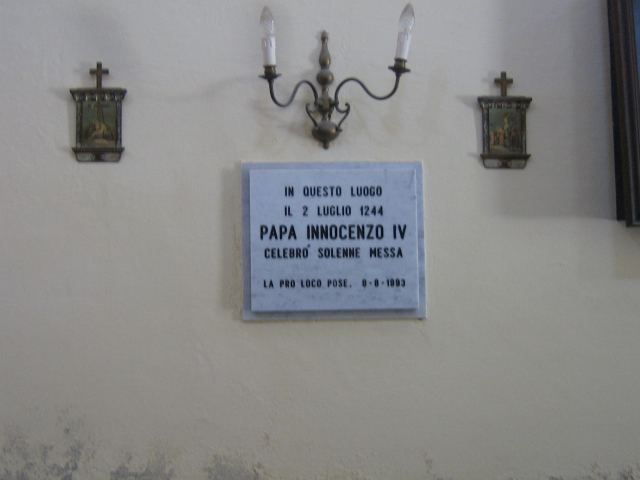 IN QUESTO LUOGO
IL 2 LUGLIO 1244
PAPA INNOCENZO IV
CELEBRO' SOLENNE MESSA
LA PRO LOCO POSE. 8-8-1993